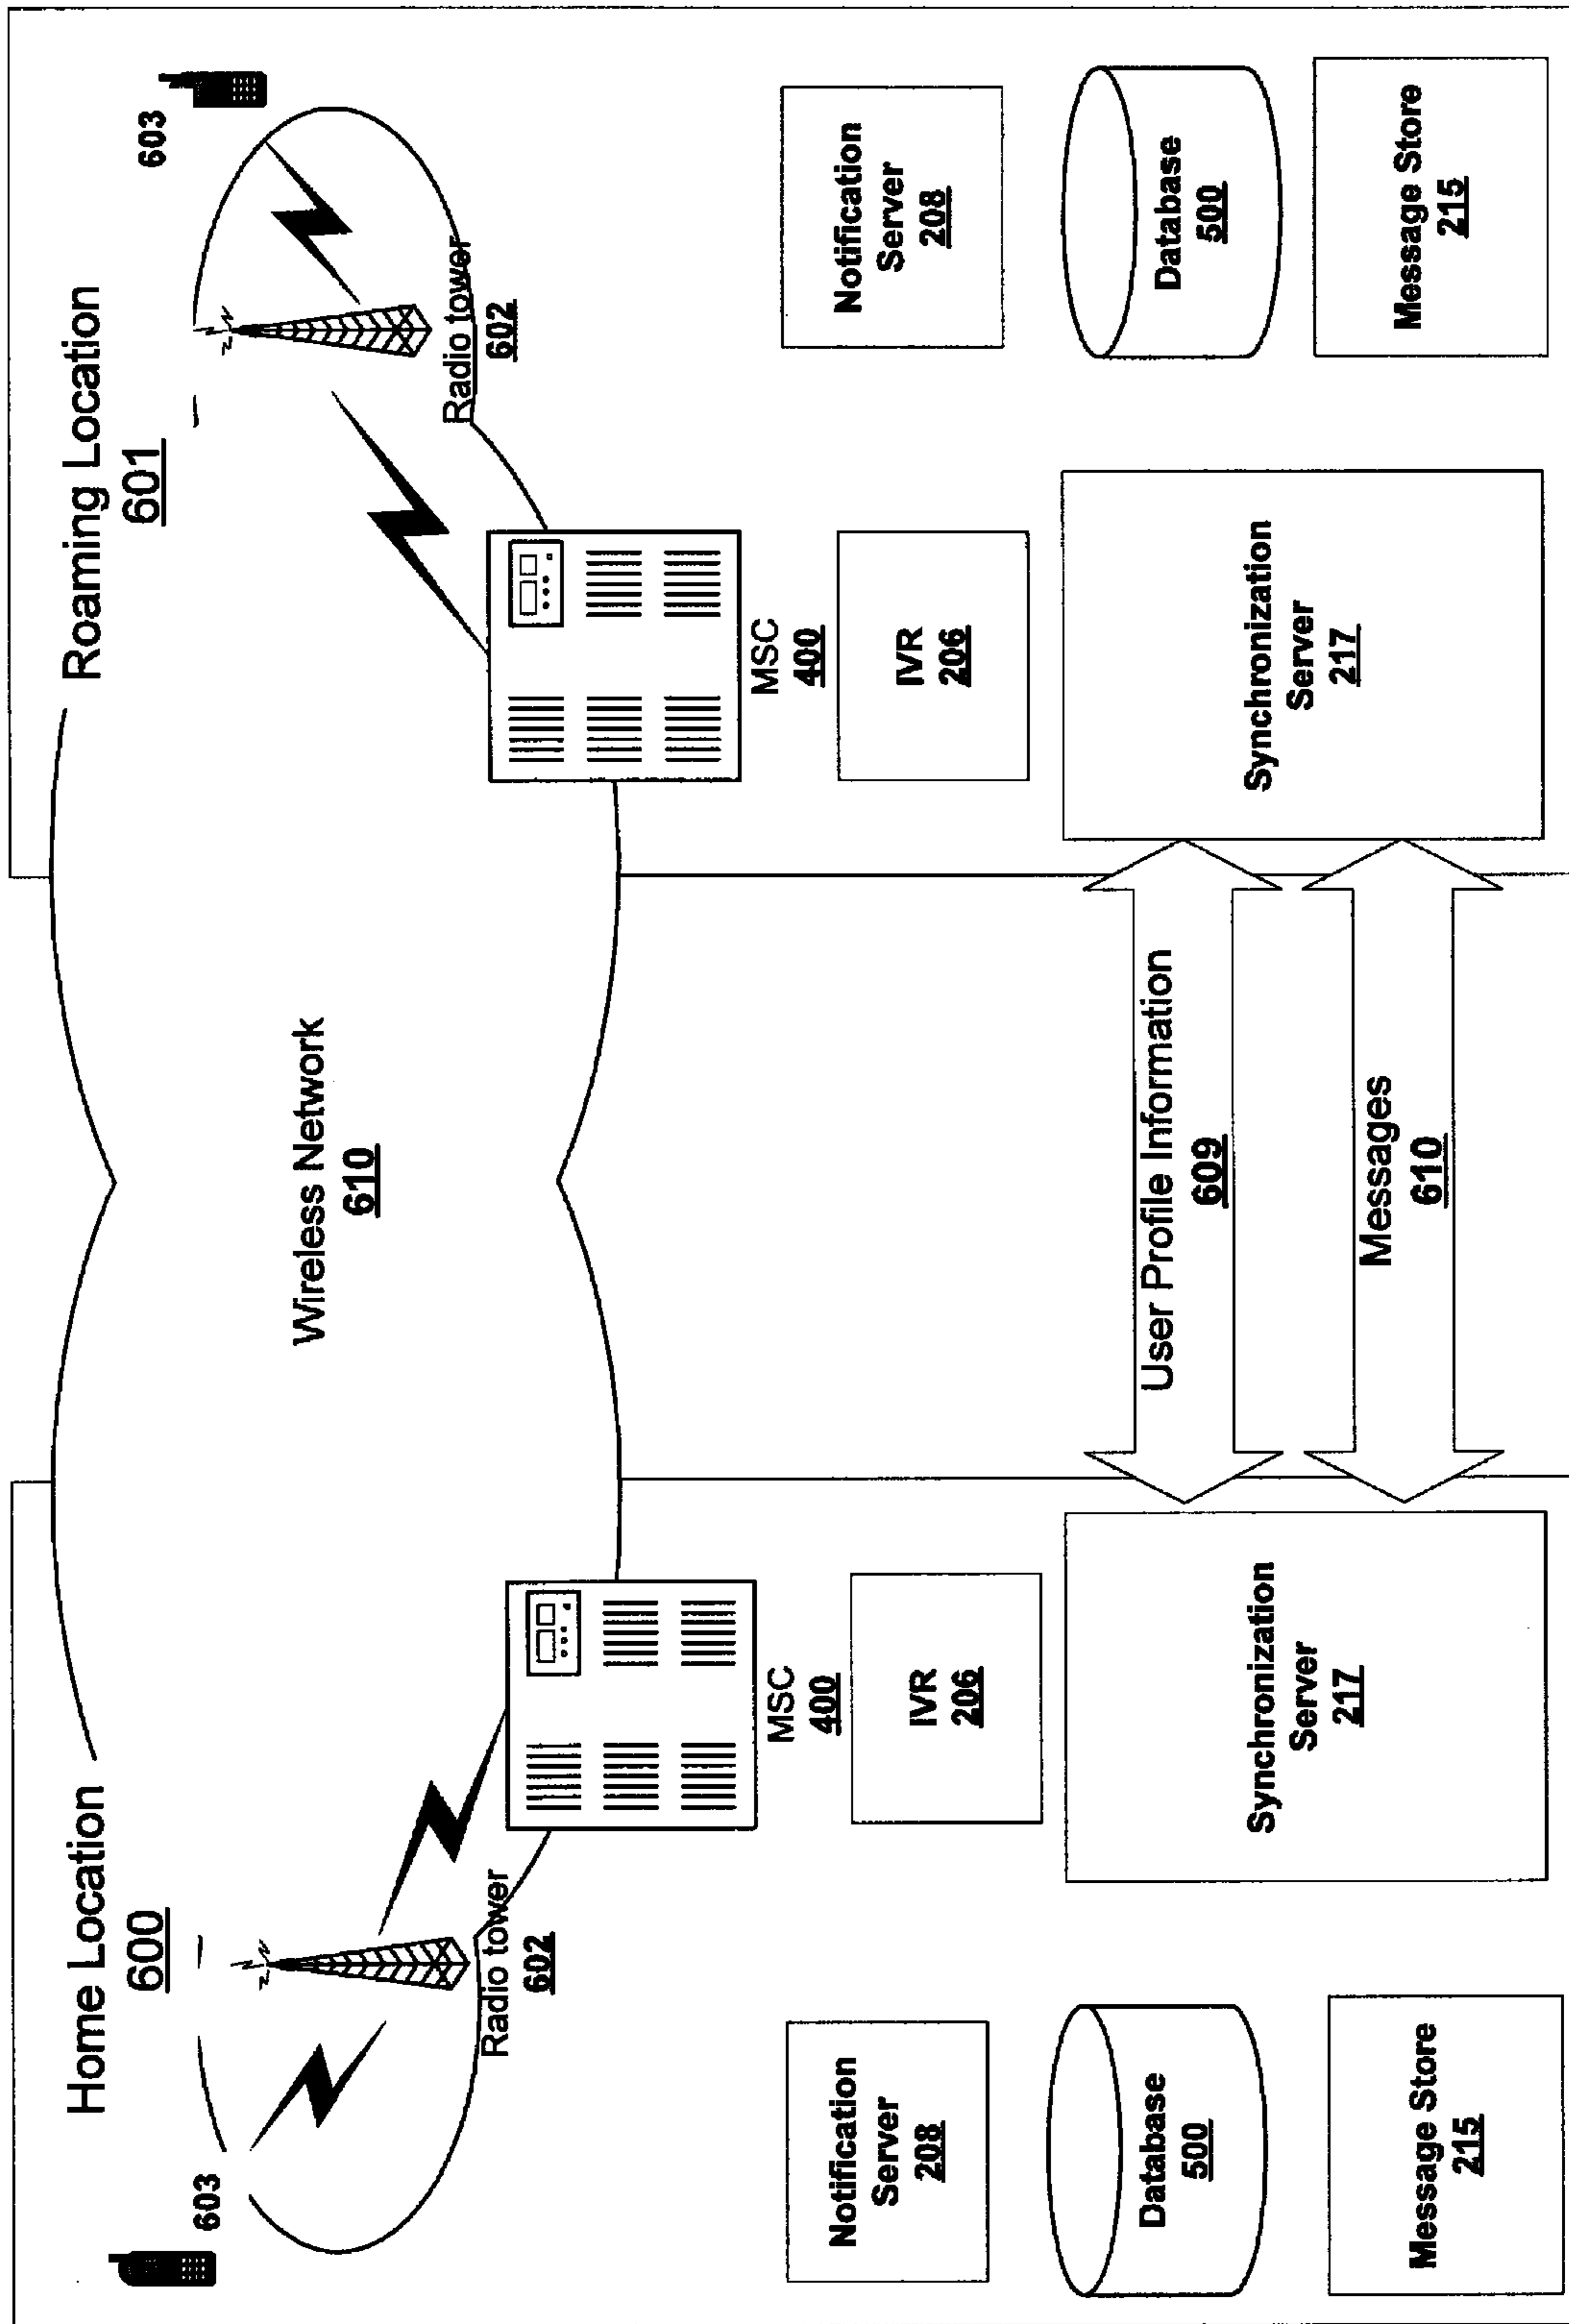 Home Location
600
603
Radio tower
602
MSC
400
Notification
Server
208
IVR
206
Database
500
Synchronization
Server
217
Message Store
215
Wireless Network
610
User Profile Information
609
Messages
610
Roaming Location
601
603
Radio tower
602
MSC
400
IVR
206
Notification
Server
208
Synchronization
Server
217
Database
500
Message Store
215